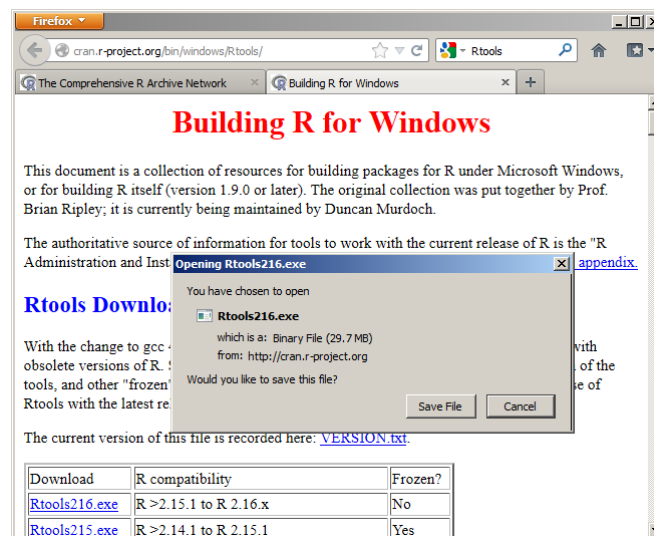 Firefox
cran.r-project.org/bin/windows/Rtools/
Rtools
The Comprehensive R Archive Network
Building R for Windows
Building R for Windows
This document is a collection of resources for building packages for R under Microsoft Windows,
or for building R itself (version 1.9.0 or later). The original collection was put together by Prof.
Brian Ripley; it is currently being maintained by Duncan Murdoch.
The authoritative source of information for tools to work with the current release of R is the "R
Administration and Inst
appendix.
Opening Rtools216.exe
You have chosen to open
Rtools216.exe
which is a: Binary File (29.7 MB)
from: http://cran.r-project.org
Would you like to save this file?
Save File
Cancel
Rtools Downlo
With the change to gcc
with
obsolete versions of R.
of the
tools, and other "frozen"
se of
Rtools with the latest re
The current version of this file is recorded here: VERSION.txt.
Download R compatibility Frozen?
Rtools216.exe R >2.15.1 to R 2.16.x No
Rtools215.exe R >2.14.1 to R 2.15.1 Yes